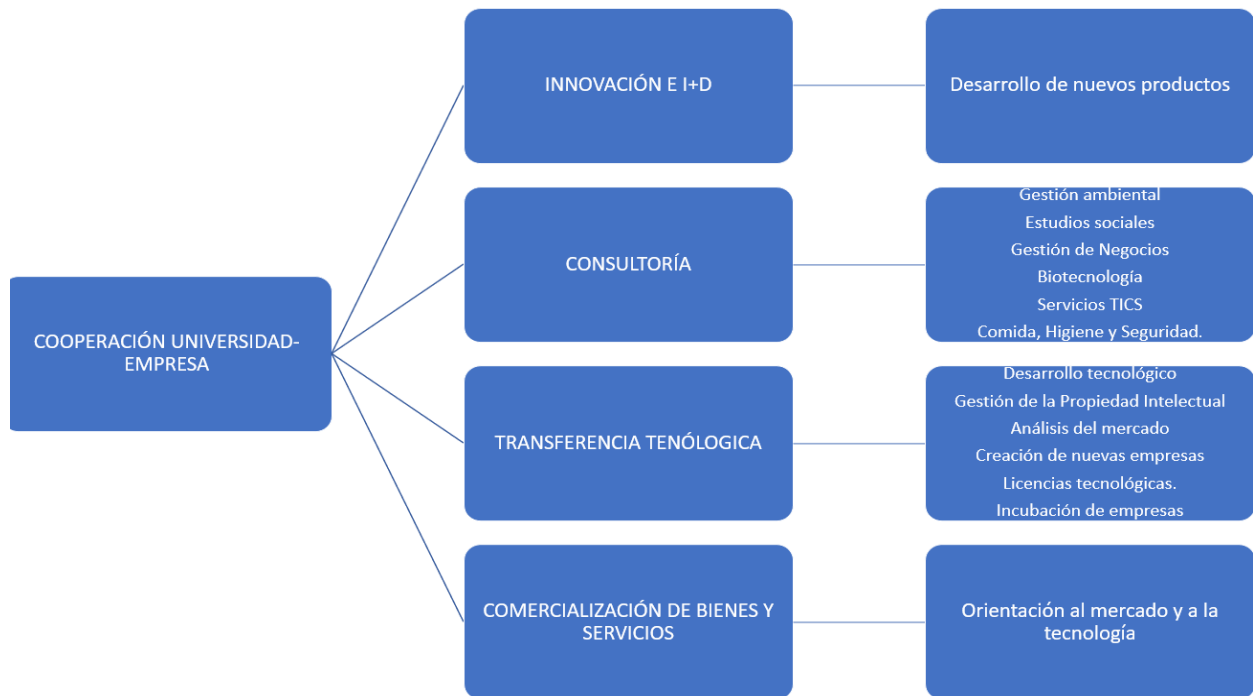 COOPERACIÓN UNIVERSIDAD-
EMPRESA
INNOVACIÓN E I+D
Desarrollo de nuevos productos
CONSULTORÍA
Gestión ambiental
Estudios sociales
Gestión de Negocios
Biotecnología
Servicios TICS
Comida, Higiene y Seguridad.
TRANSFERENCIA TENÓLOGICA
Desarrollo tecnológico
Gestión de la Propiedad Intelectual
Análisis del mercado
Creación de nuevas empresas
Licencias tecnológicas.
Incubación de empresas
COMERCIALIZACIÓN DE BIENES Y
SERVICIOS
Orientación al mercado y a la
tecnología